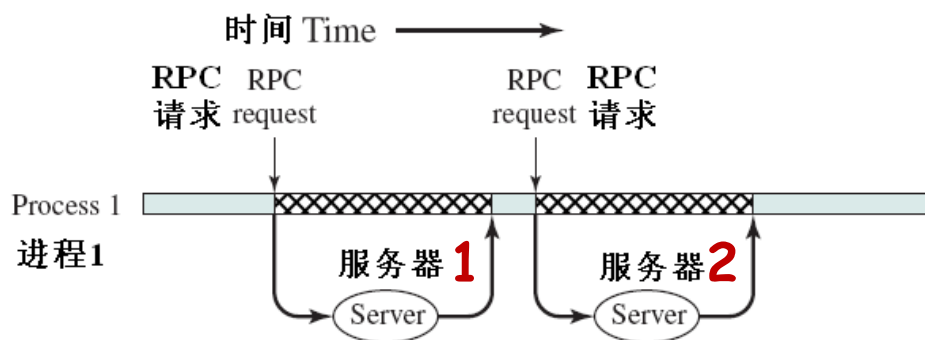 时间 Time
RPC RPC
请求 request
RPC RPC
request 请求
Process 1
进程1
服务器 1
服务器 2
Server
Server